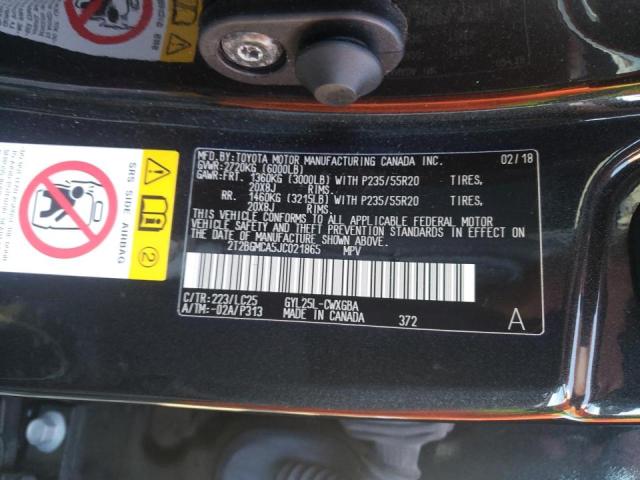 MFD.BY:TOYOTA MOTOR MANUFACTURING CANADA INC. 02/18
GVWR:2720KG (6000LB)
GAWR:FRT. 1360KG (3000LB) WITH P235/55R20 TIRES,
20X8J RIMS.
RR. 1460KG (3215LB) WITH P235/55R20 TIRES,
20X8J RIMS.
THIS VEHICLE CONFORMS TO ALL APPLICABLE FEDERAL MOTOR
VEHICLE SAFETY AND THEFT PREVENTION STANDARDS IN EFFECT ON
THE DATE OF MANUFACTURE SHOWN ABOVE.
2T2BGMCA5JC021865 MPV
C/TR:223/LC25 GYL25L-CWXGBA
A/TM:-02A/P313 MADE IN CANADA 372 A
SRS SIDE AIRBAG 2